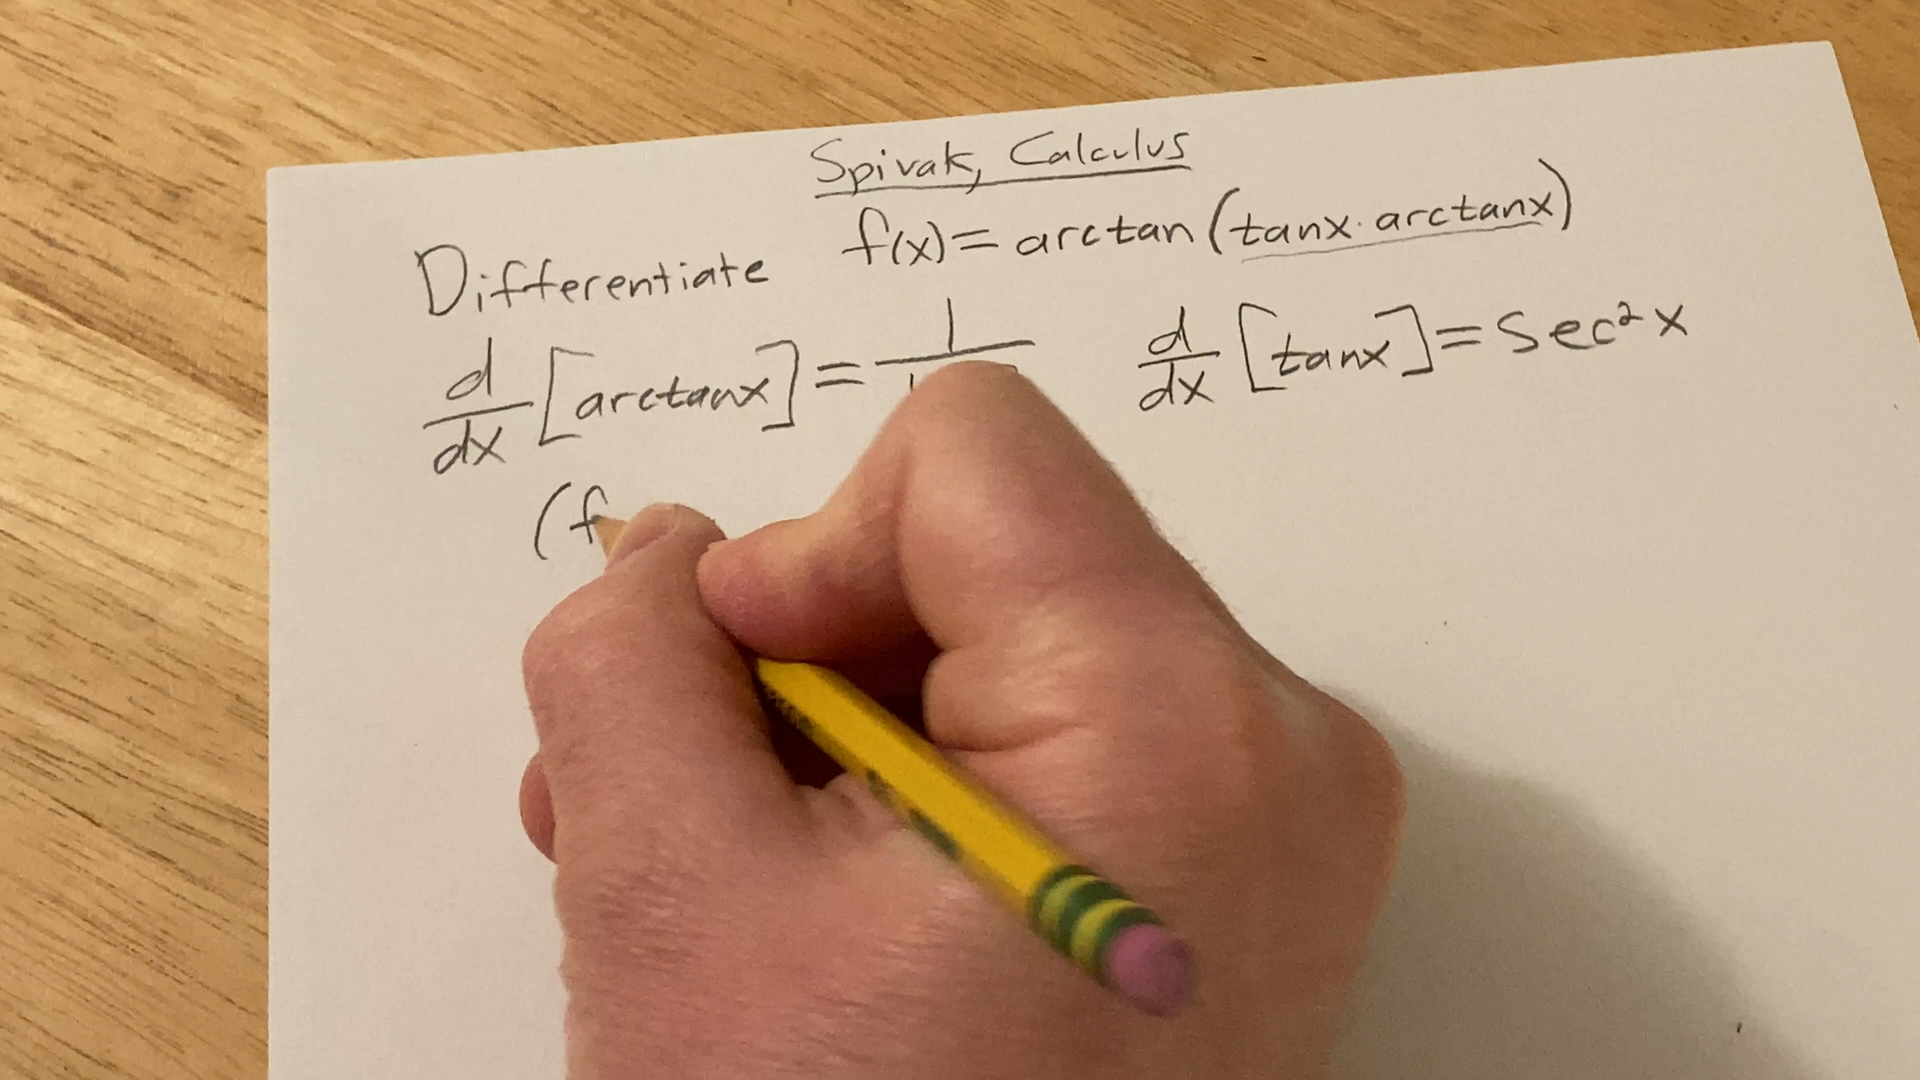 Spivak, Calculus
Differentiate f(x) = arctan(tanx · arctanx)
d/dx [arctanx] = 1/ d/dx [tanx] = sec²x
(f